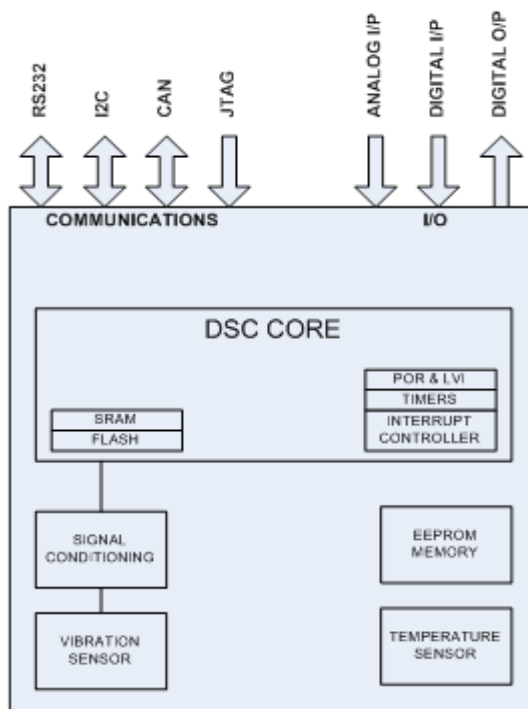 RS232
I2C
CAN
JTAG
ANALOG I/P
DIGITAL I/P
DIGITAL O/P
COMMUNICATIONS
I/O
DSC CORE
SRAM
FLASH
POR & LVI
TIMERS
INTERRUPT
CONTROLLER
SIGNAL
CONDITIONING
EEPROM
MEMORY
VIBRATION
SENSOR
TEMPERATURE
SENSOR